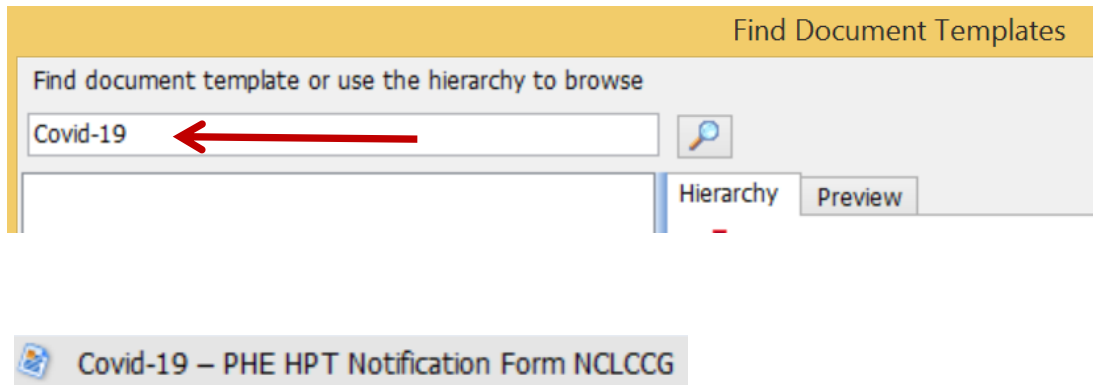 Find Document Templates
Find document template or use the hierarchy to browse
Covid-19
Hierarchy Preview
Covid-19 – PHE HPT Notification Form NCLCCG